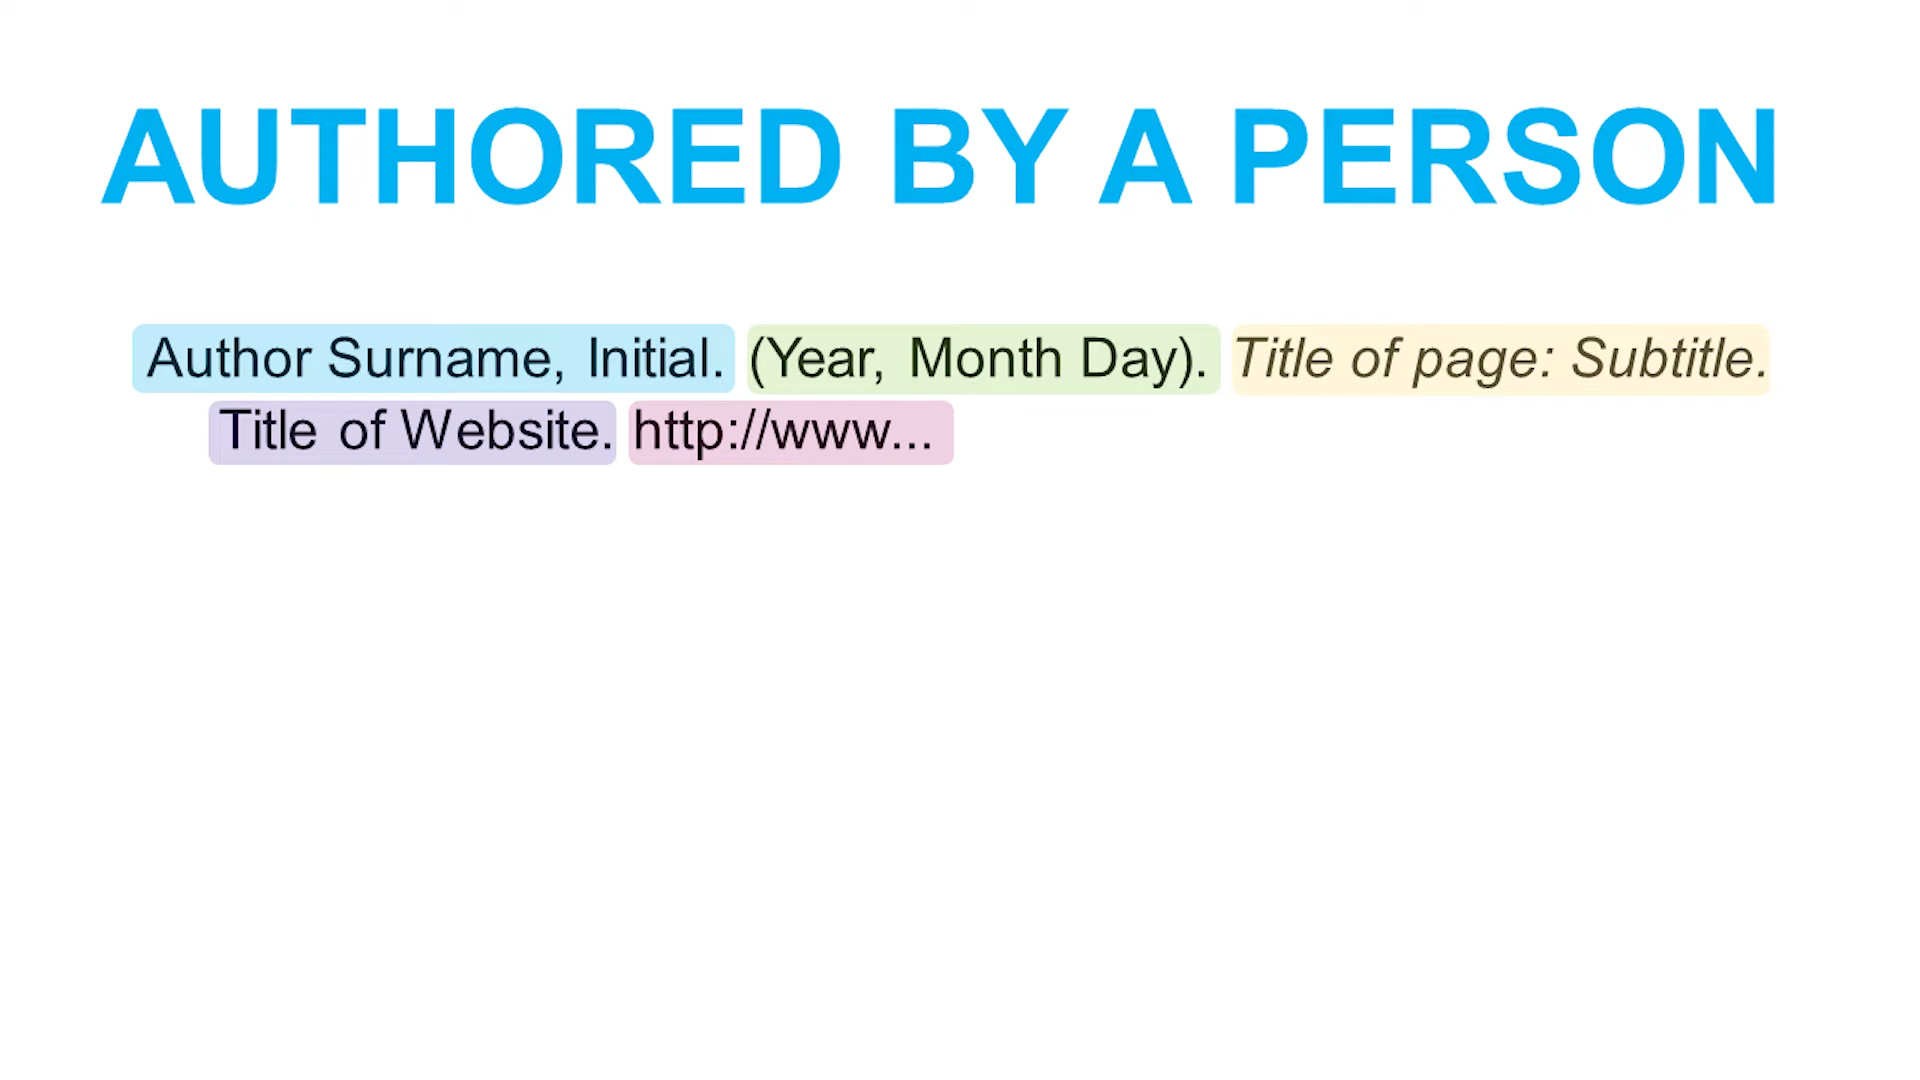 AUTHORED BY A PERSON
Author Surname, Initial. (Year, Month Day). Title of page: Subtitle.
Title of Website. http://www...